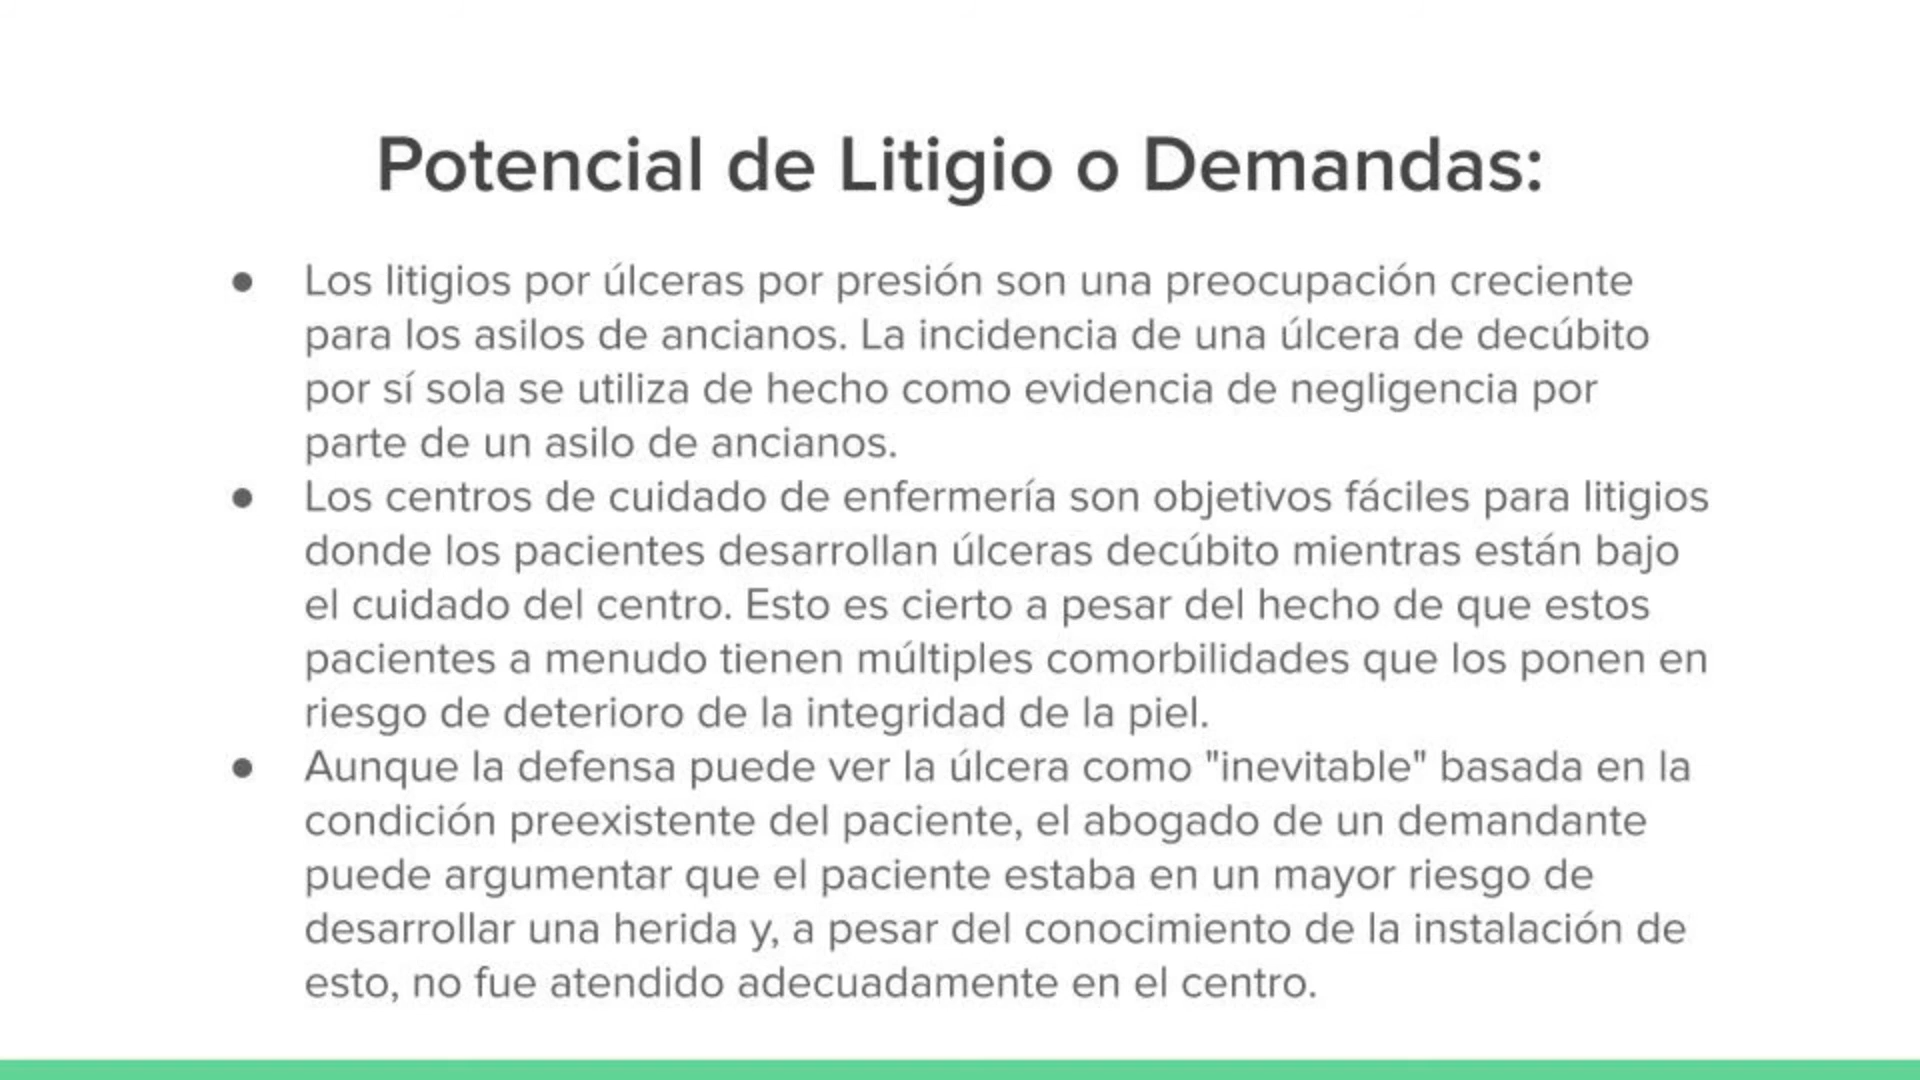 Potencial de Litigio o Demandas:
● Los litigios por úlceras por presión son una preocupación creciente
para los asilos de ancianos. La incidencia de una úlcera de decúbito
por sí sola se utiliza de hecho como evidencia de negligencia por
parte de un asilo de ancianos.
● Los centros de cuidado de enfermería son objetivos fáciles para litigios
donde los pacientes desarrollan úlceras decúbito mientras están bajo
el cuidado del centro. Esto es cierto a pesar del hecho de que estos
pacientes a menudo tienen múltiples comorbilidades que los ponen en
riesgo de deterioro de la integridad de la piel.
● Aunque la defensa puede ver la úlcera como "inevitable" basada en la
condición preexistente del paciente, el abogado de un demandante
puede argumentar que el paciente estaba en un mayor riesgo de
desarrollar una herida y, a pesar del conocimiento de la instalación de
esto, no fue atendido adecuadamente en el centro.